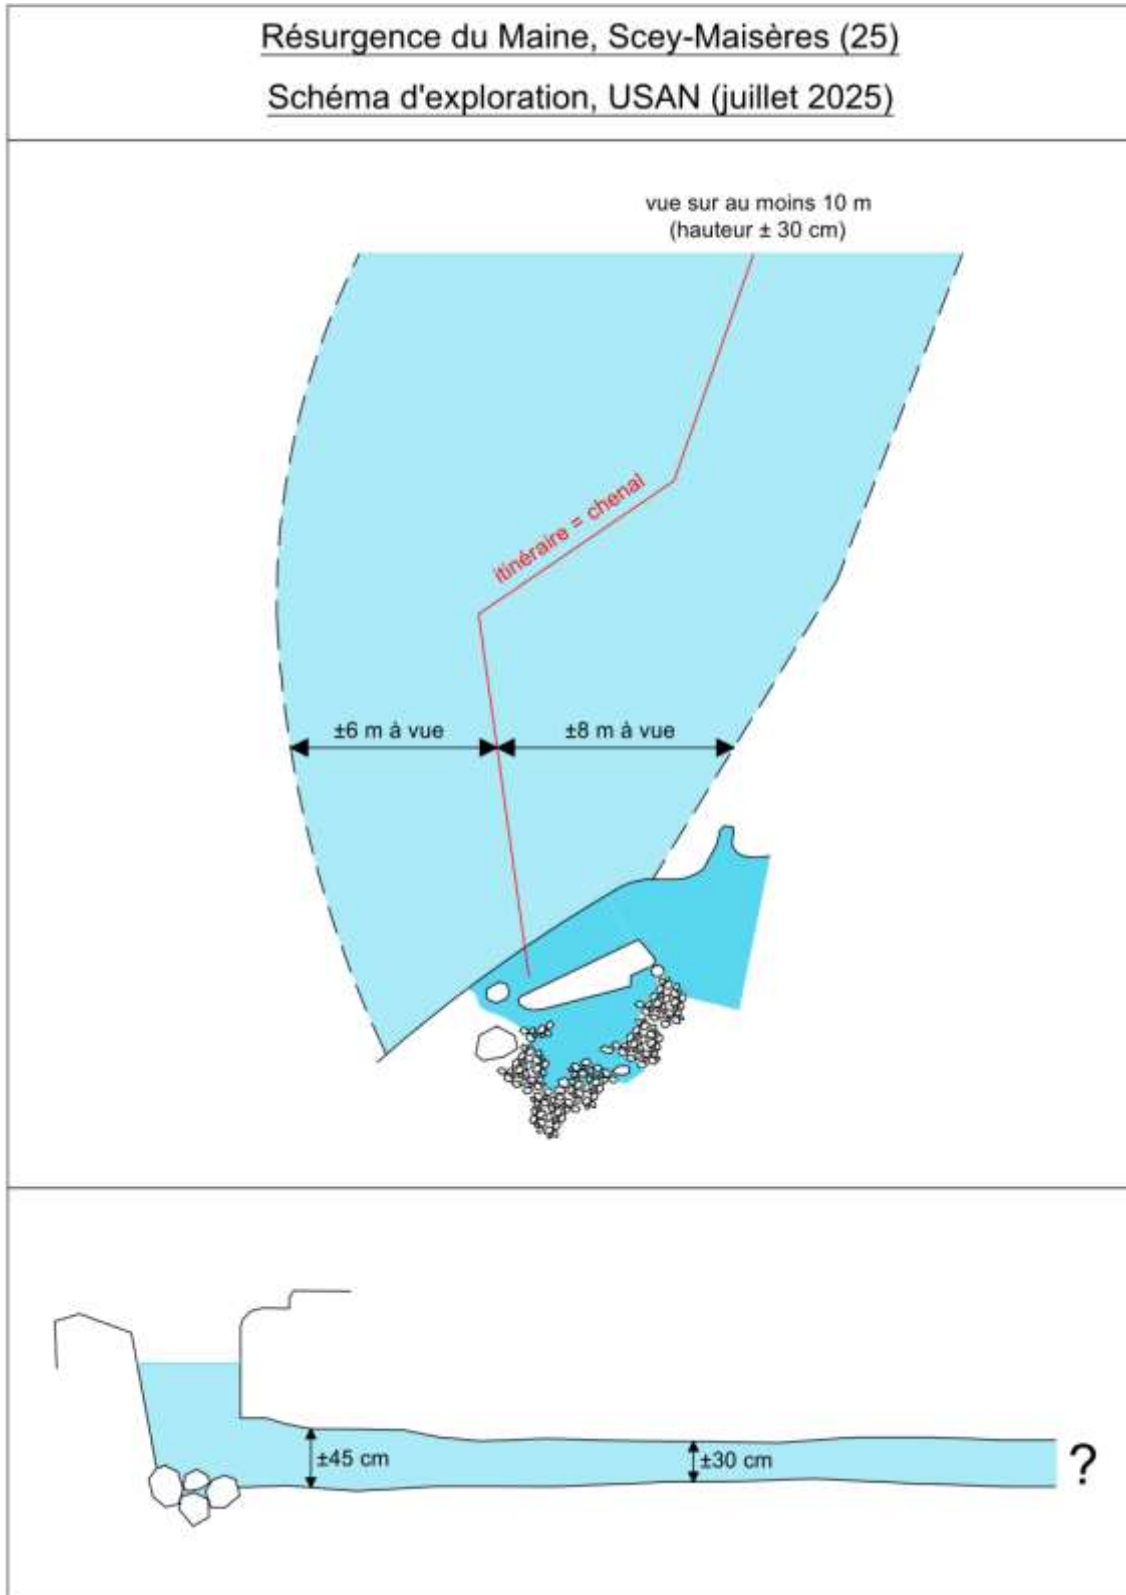 Résurgence du Maine, Scey-Maisères (25)
Schéma d'exploration, USAN (juillet 2025)
vue sur au moins 10 m
(hauteur ± 30 cm)
itinéraire = chenal
±6 m à vue
±8 m à vue
±45 cm
±30 cm
?